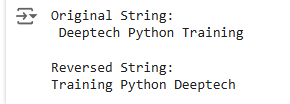 Original String:
Deeptech Python Training
Reversed String:
Training Python Deeptech